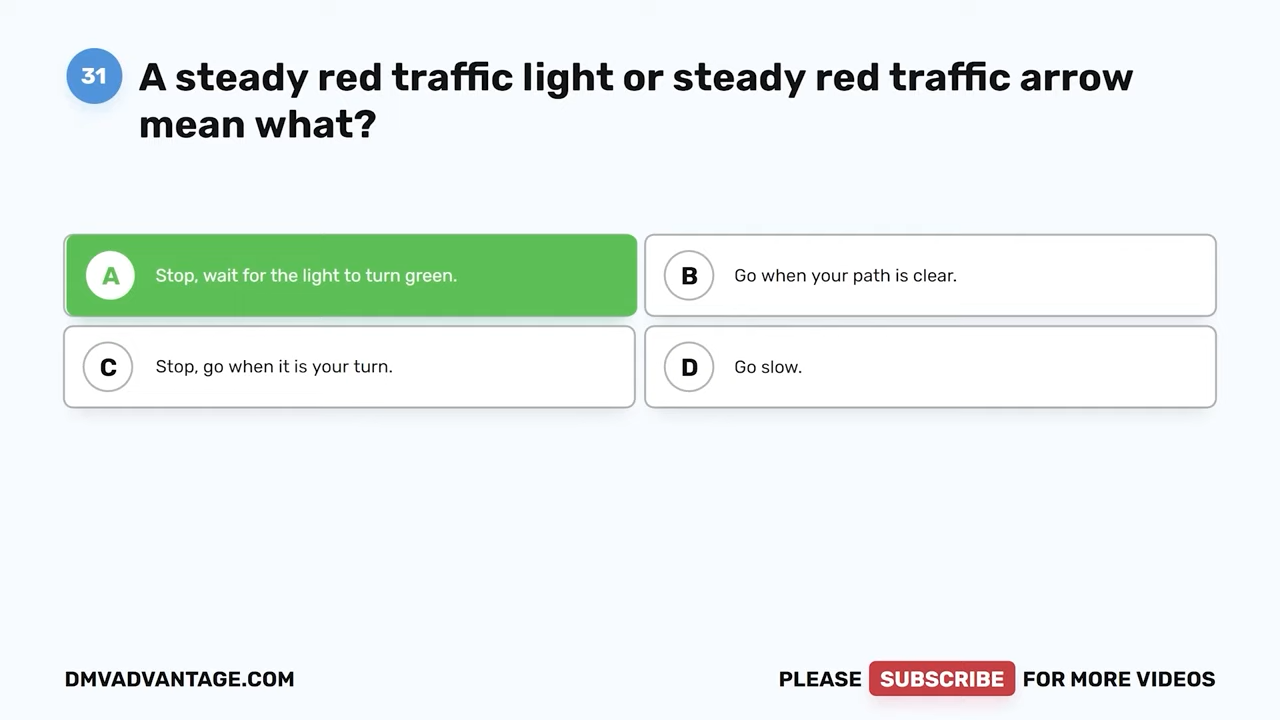 31
A steady red traffic light or steady red traffic arrow
mean what?
A Stop, wait for the light to turn green.
B Go when your path is clear.
C Stop, go when it is your turn.
D Go slow.
DMVADVANTAGE.COM
PLEASE SUBSCRIBE FOR MORE VIDEOS